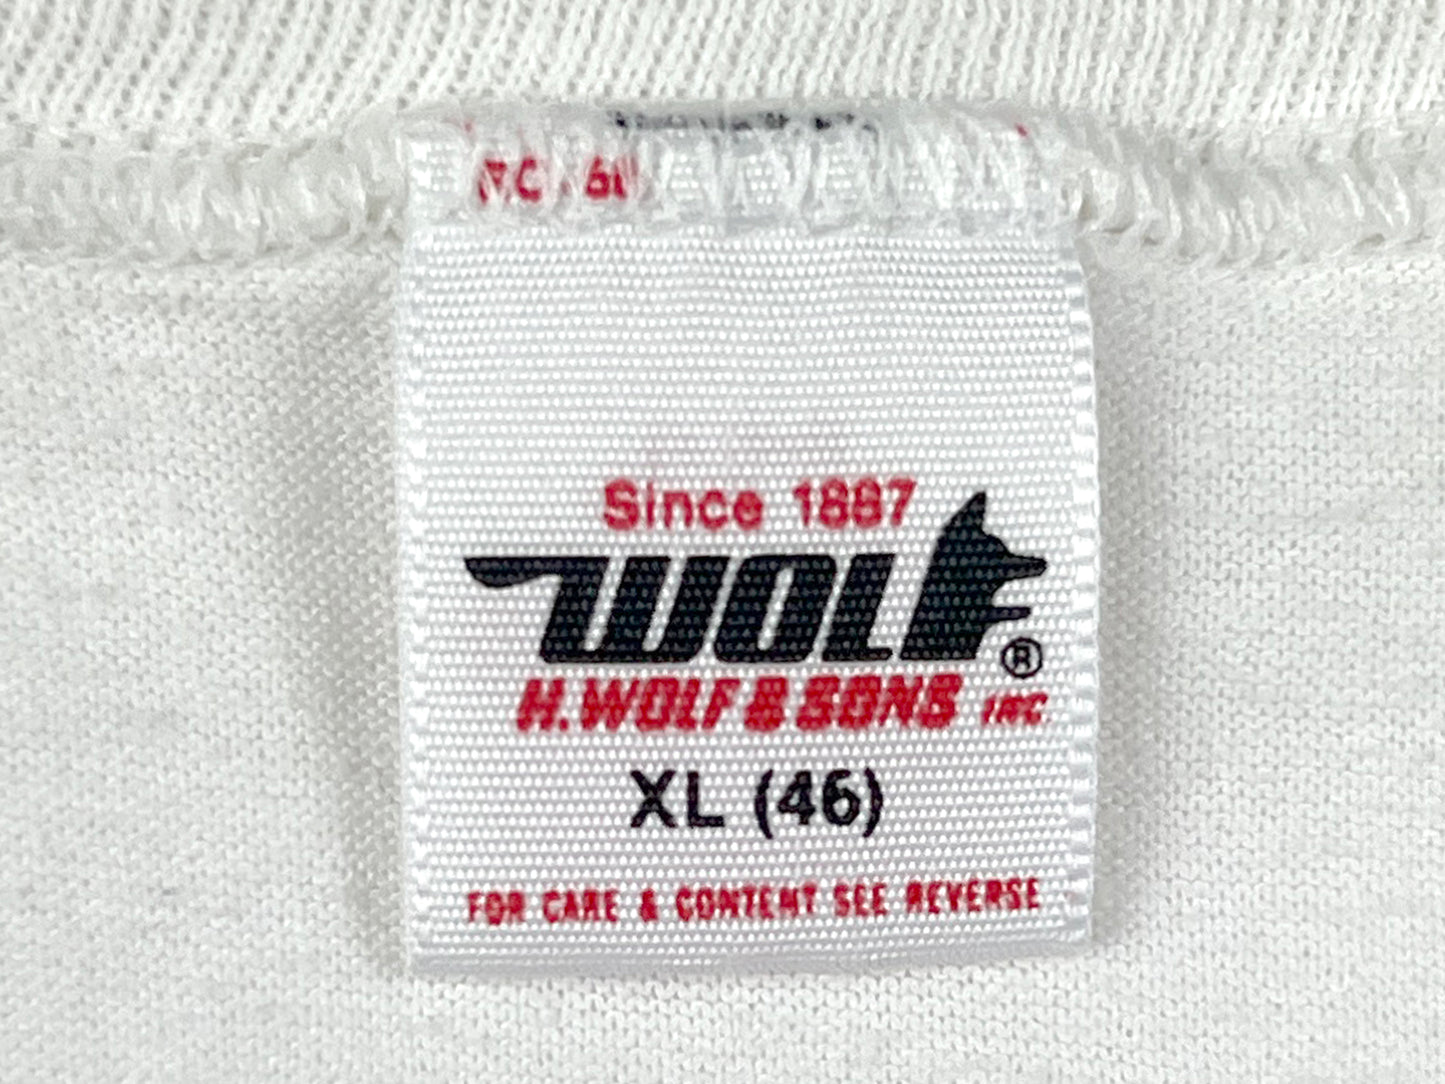 Since 1887
WOLF®
H. WOLF & SONS INC
XL (46)
FOR CARE & CONTENT SEE REVERSE